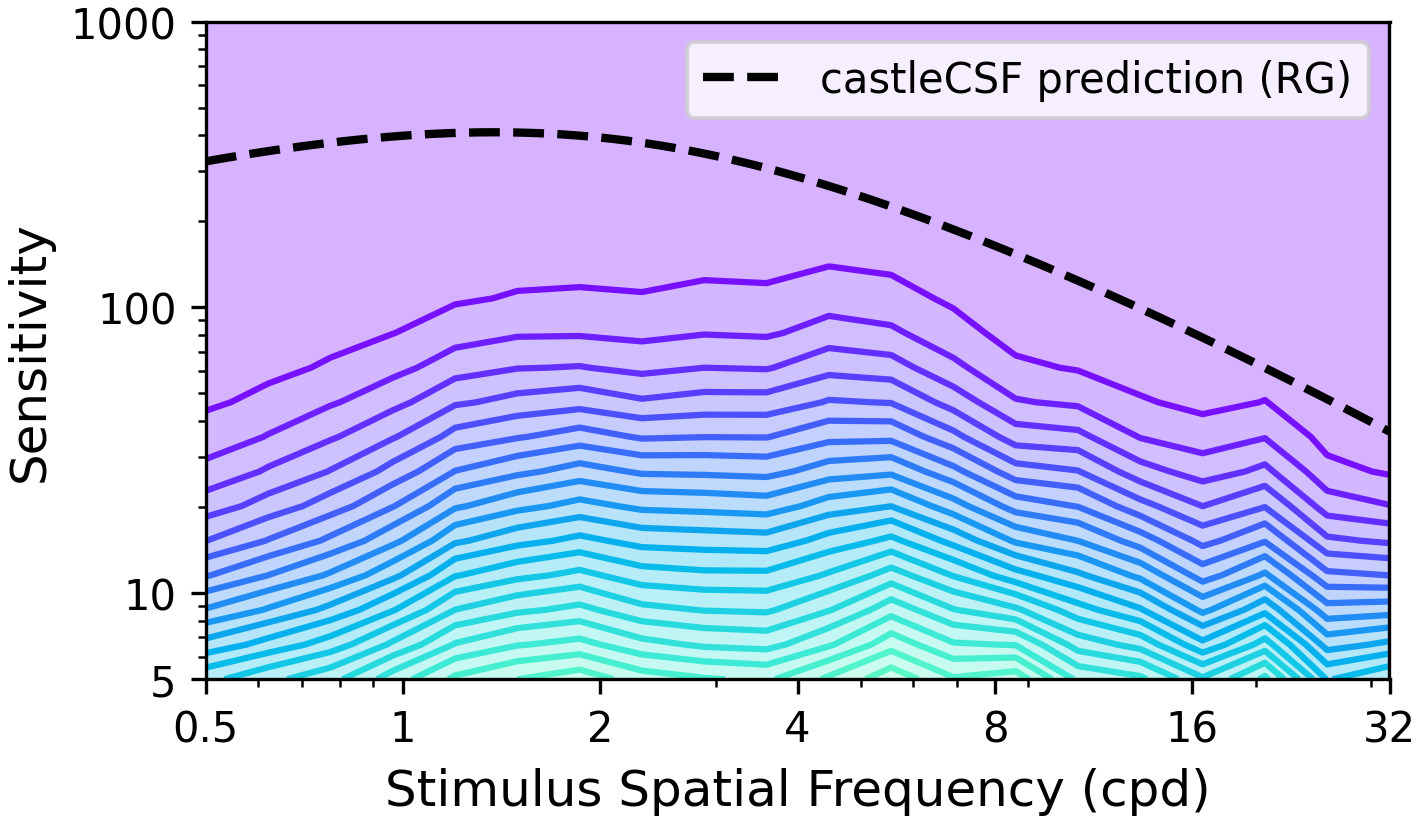 1000
castleCSF prediction (RG)
Sensitivity
100
10
5
0.5 1 2 4 8 16 32
Stimulus Spatial Frequency (cpd)